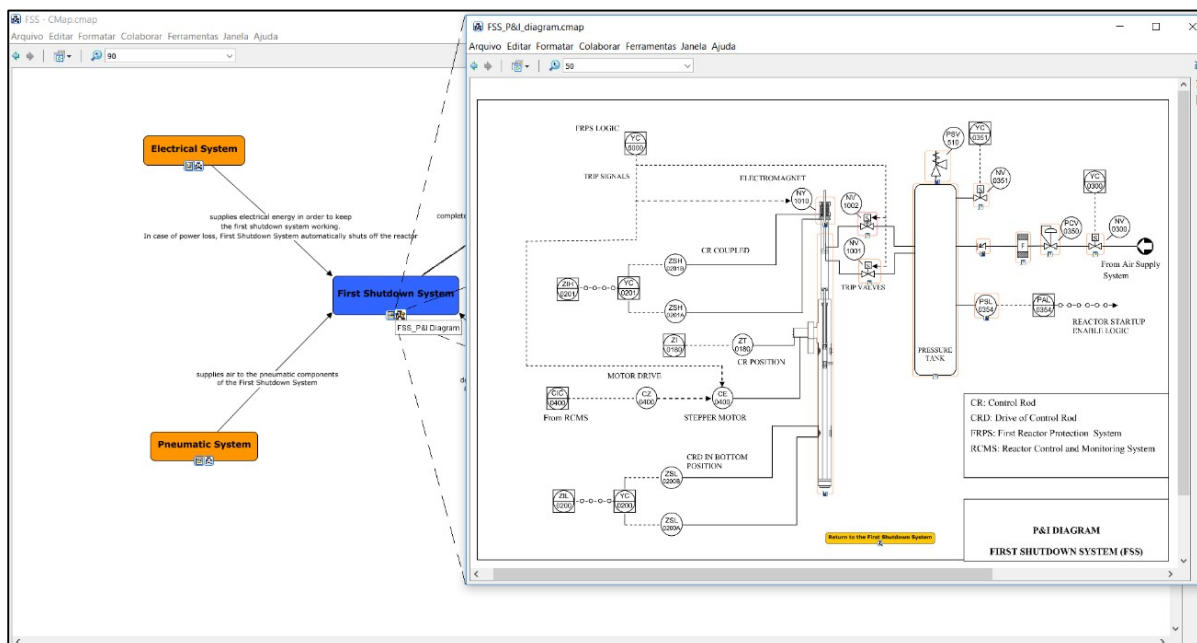 FSS - CMap.cmap
Arquivo Editar Formatar Colaborar Ferramentas Janela Ajuda
90
Electrical System
supplies electrical energy in order to keep
the first shutdown system working.
In case of power loss, First Shutdown System automatically shuts off the reactor
complete
First Shutdown System
FSS_P&I Diagram
supplies air to the pneumatic components
of the First Shutdown System
Pneumatic System
FSS_P&I_diagram.cmap
Arquivo Editar Formatar Colaborar Ferramentas Janela Ajuda
50
FRPS LOGIC
YC
5000
TRIP SIGNALS
ELECTROMAGNET
NY
1010
NV
1002
PSV
510
YC
0351
NV
0351
YC
0300
PCV
0350
NV
0300
F
From Air Supply
System
CR COUPLED
ZSH
0201B
NV
1001
TRIP VALVES
ZIH
0201
YC
0201
ZSH
0201A
PSL
0354
PAL
0354
REACTOR STARTUP
ENABLE LOGIC
ZI
0180
ZT
0180
CR POSITION
PRESSURE
TANK
MOTOR DRIVE
CIC
0400
CZ
0400
CE
0400
From RCMS
STEPPER MOTOR
CR: Control Rod
CRD: Drive of Control Rod
FRPS: First Reactor Protection System
RCMS: Reactor Control and Monitoring System
CRD IN BOTTOM
POSITION
ZSL
0200B
ZIL
0200
YC
0200
ZSL
0200A
Return to the First Shutdown System
P&I DIAGRAM
FIRST SHUTDOWN SYSTEM (FSS)